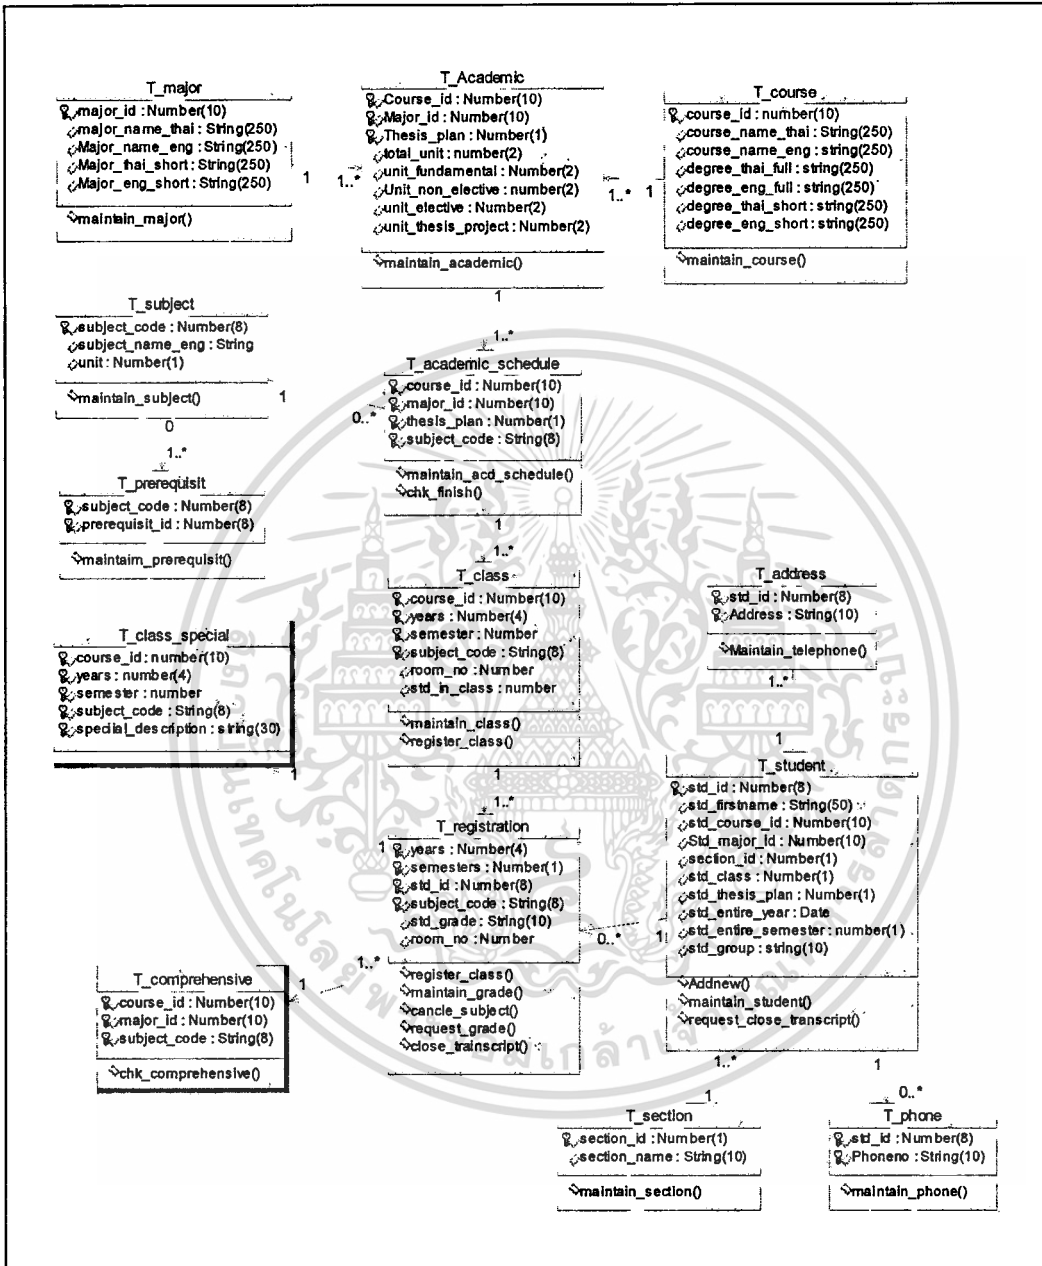 T_major
major_id : Number(10)
major_name_thai : String(250)
Major_name_eng : String(250)
Major_thai_short : String(250)
Major_eng_short : String(250)
maintain_major()
1
1..*
T_Academic
Course_id : Number(10)
Major_id : Number(10)
Thesis_plan : Number(1)
total_unit : number(2)
unit_fundamental : Number(2)
Unit_non_elective : number(2)
unit_elective : Number(2)
unit_thesis_project : Number(2)
maintain_academic()
1..*
1
T_course
course_id : number(10)
course_name_thai : String(250)
course_name_eng : String(250)
degree_thai_full : string(250)
degree_eng_full : string(250)
degree_thai_short : string(250)
degree_eng_short : string(250)
maintain_course()
1
1..*
T_subject
subject_code : Number(8)
subject_name_eng : String
unit : Number(1)
maintain_subject()
1
0..*
0
1..*
T_academic_schedule
course_id : Number(10)
major_id : Number(10)
thesis_plan : Number(1)
subject_code : String(8)
maintain_acd_schedule()
chk_finish()
1
1..*
T_prerequisit
subject_code : Number(8)
prerequisit_id : Number(8)
maintaim_prerequisit()
T_class
course_id : Number(10)
years : Number(4)
semester : Number
subject_code : String(8)
room_no : Number
std_in_class : number
maintain_class()
register_class()
1
1..*
T_address
std_id : Number(8)
Address : String(10)
Maintain_telephone()
1..*
1
T_class_special
course_id : number(10)
years : number(4)
semester : number
subject_code : String(8)
speciial_description : string(30)
1
T_student
std_id : Number(8)
std_firstname : String(50)
std_course_id : Number(10)
Std_major_id : Number(10)
section_id : Number(1)
std_class : Number(1)
std_thesis_plan : Number(1)
std_entire_year : Date
std_entire_semester : number(1)
std_group : string(10)
Addnew()
maintain_student()
request_close_transcript()
T_registration
1
years : Number(4)
semesters : Number(1)
std_id : Number(8)
subject_code : String(8)
std_grade : String(10)
room_no : Number
register_class()
maintain_grade()
cancle_subject()
request_grade()
close_trainscript()
0..*
1
1..*
1
T_comprehensive
course_id : Number(10)
major_id : Number(10)
subject_code : String(8)
chk_comprehensive()
1..*
1
1
0..*
T_section
section_id : Number(1)
section_name : String(10)
maintain_section()
T_phone
std_id : Number(8)
Phoneno : String(10)
maintain_phone()